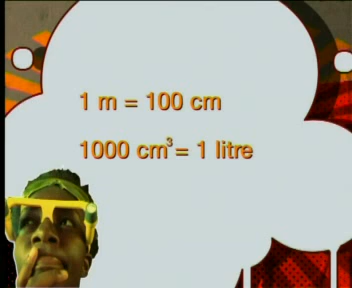 1 m = 100 cm
1000 cm³ = 1 litre